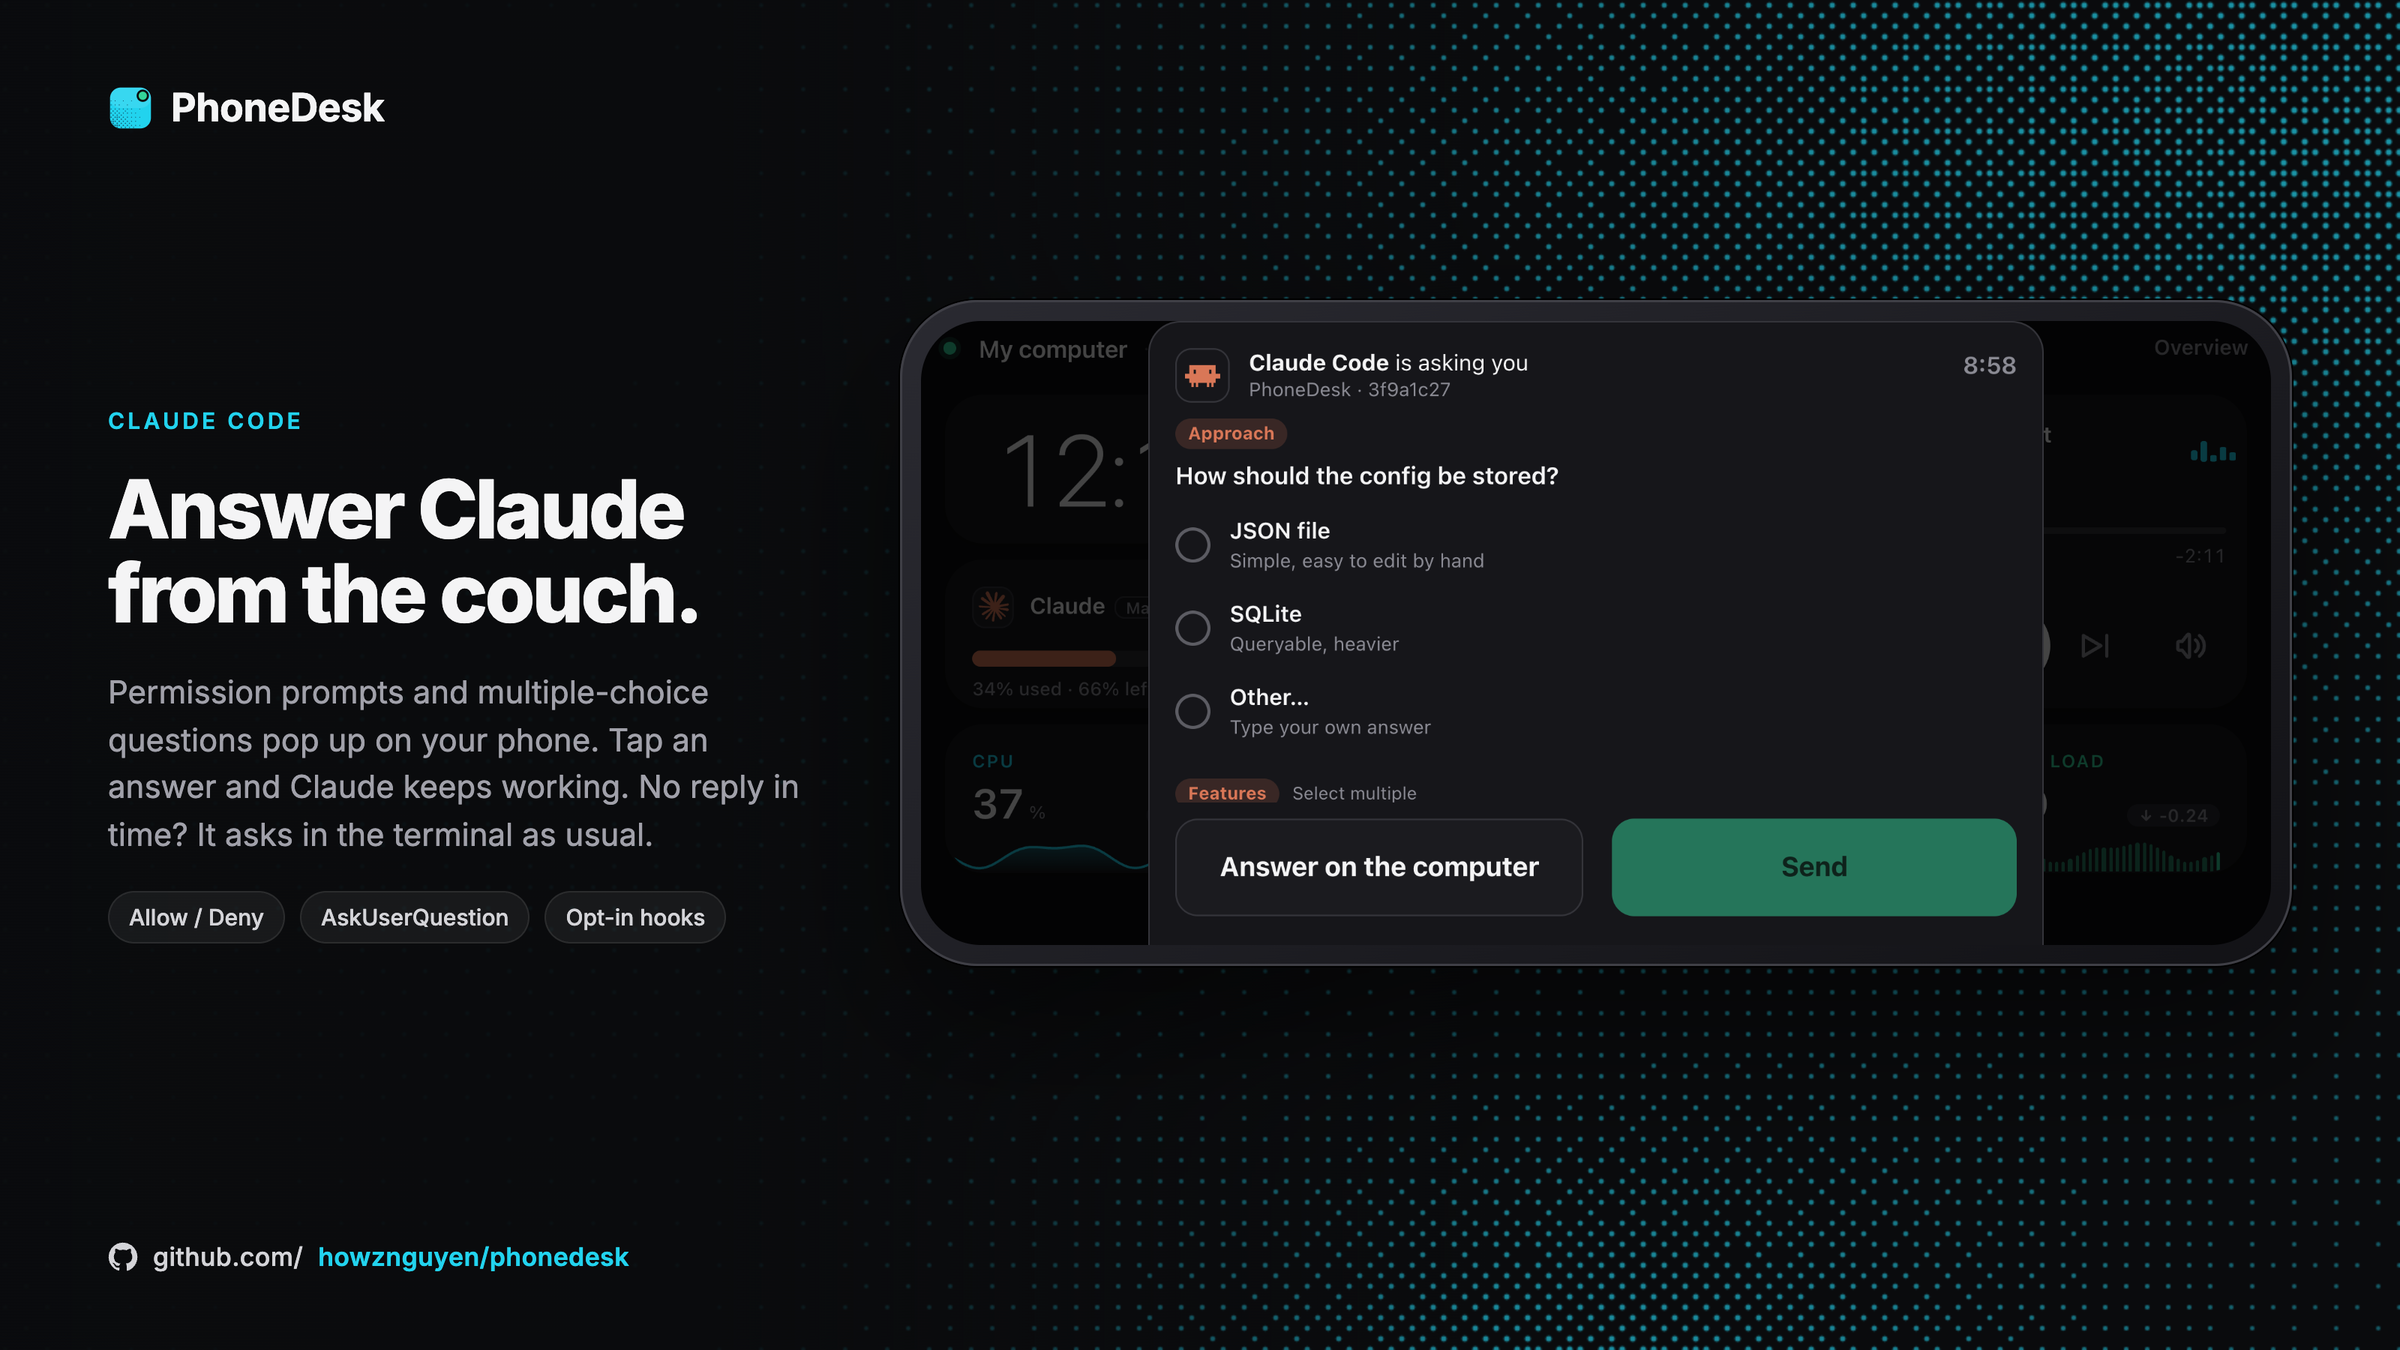 PhoneDesk
CLAUDE CODE
Answer Claude
from the couch.
Permission prompts and multiple-choice
questions pop up on your phone. Tap an
answer and Claude keeps working. No reply in
time? It asks in the terminal as usual.
Allow / Deny
AskUserQuestion
Opt-in hooks
github.com/ howznguyen/phonedesk
My computer
Overview
12:
Claude
34% used · 66% lef
CPU
37 %
Claude Code is asking you
PhoneDesk · 3f9a1c27
8:58
Approach
How should the config be stored?
JSON file
Simple, easy to edit by hand
SQLite
Queryable, heavier
Other...
Type your own answer
Features Select multiple
Answer on the computer
Send
-2:11
LOAD
↓ -0.24